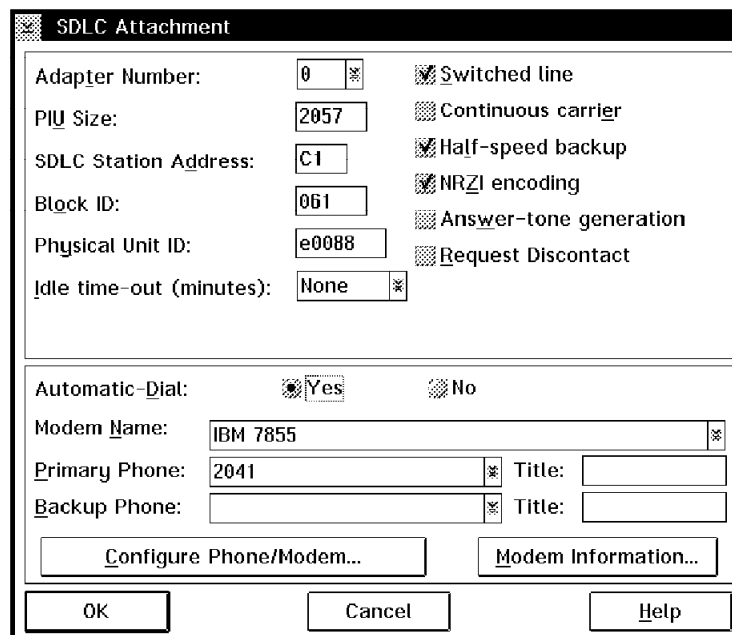 SDLC Attachment
Adapter Number: 0
Switched line
PIU Size: 2057
Continuous carrier
SDLC Station Address: C1
Half-speed backup
Block ID: 061
NRZI encoding
Answer-tone generation
Physical Unit ID: e0088
Request Discontact
Idle time-out (minutes): None
Automatic-Dial: Yes No
Modem Name: IBM 7855
Primary Phone: 2041 Title:
Backup Phone: Title:
Configure Phone/Modem... Modem Information...
OK Cancel Help